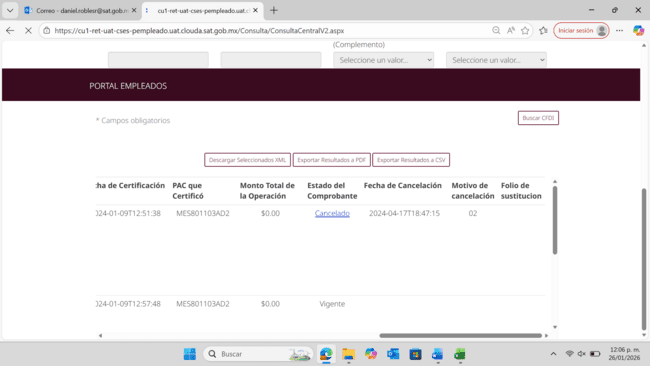 Correo - daniel.roblesr@sat.gob.m
cu1-ret-uat-cses-pempleado.uat.
https://cu1-ret-uat-cses-pempleado.uat.clouda.sat.gob.mx/Consulta/ConsultaCentralV2.aspx
Iniciar sesión
(Complemento)
Seleccione un valor...
Seleccione un valor...
PORTAL EMPLEADOS
* Campos obligatorios
Buscar CFDI
Descargar Seleccionados XML
Exportar Resultados a PDF
Exportar Resultados a CSV
ha de Certificación PAC que Certificó Monto Total de la Operación Estado del Comprobante Fecha de Cancelación Motivo de cancelación Folio de sustitucion
024-01-09T12:51:38 MES801103AD2 $0.00 Cancelado 2024-04-17T18:47:15 02
024-01-09T12:57:48 MES801103AD2 $0.00 Vigente
Buscar
12:06 p. m.
26/01/2026